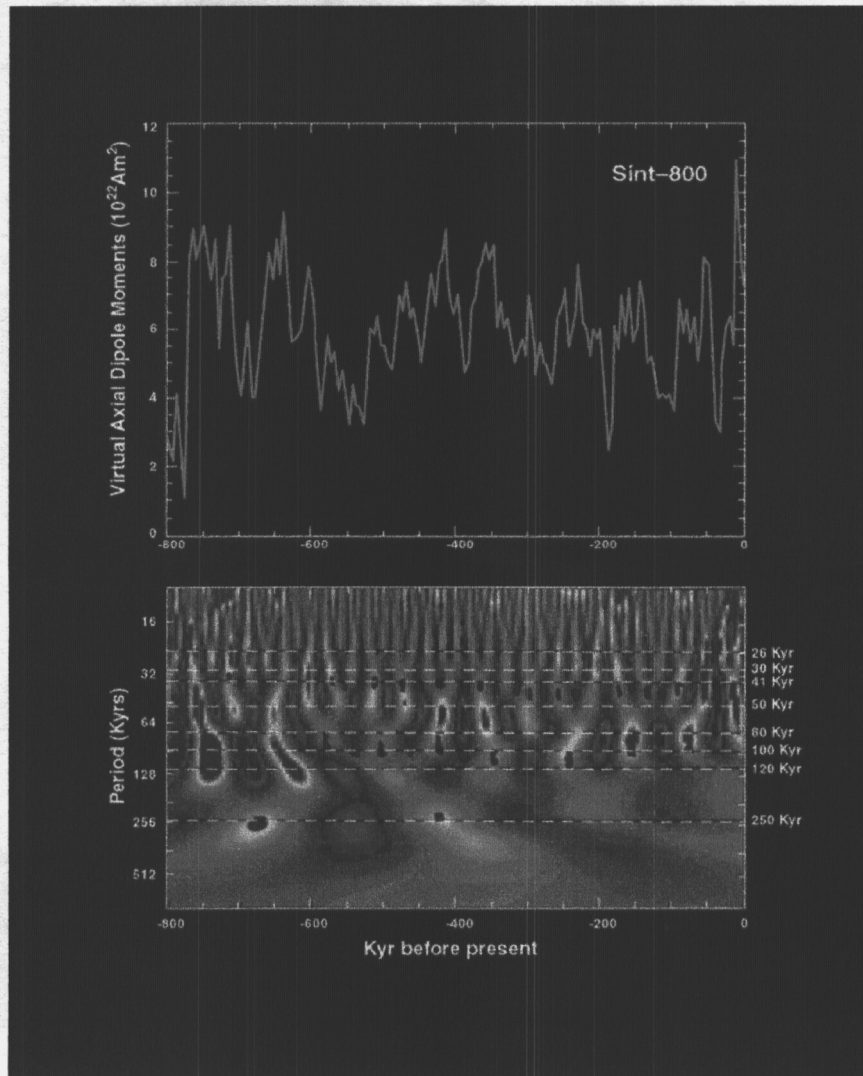 Sint–800
Virtual Axial Dipole Moments (10²²Am²)
12
10
8
6
4
2
0
-800
-600
-400
-200
0
Period (Kyrs)
16
32
64
128
256
512
26 Kyr
30 Kyr
41 Kyr
50 Kyr
80 Kyr
100 Kyr
120 Kyr
250 Kyr
-800
-600
-400
-200
0
Kyr before present